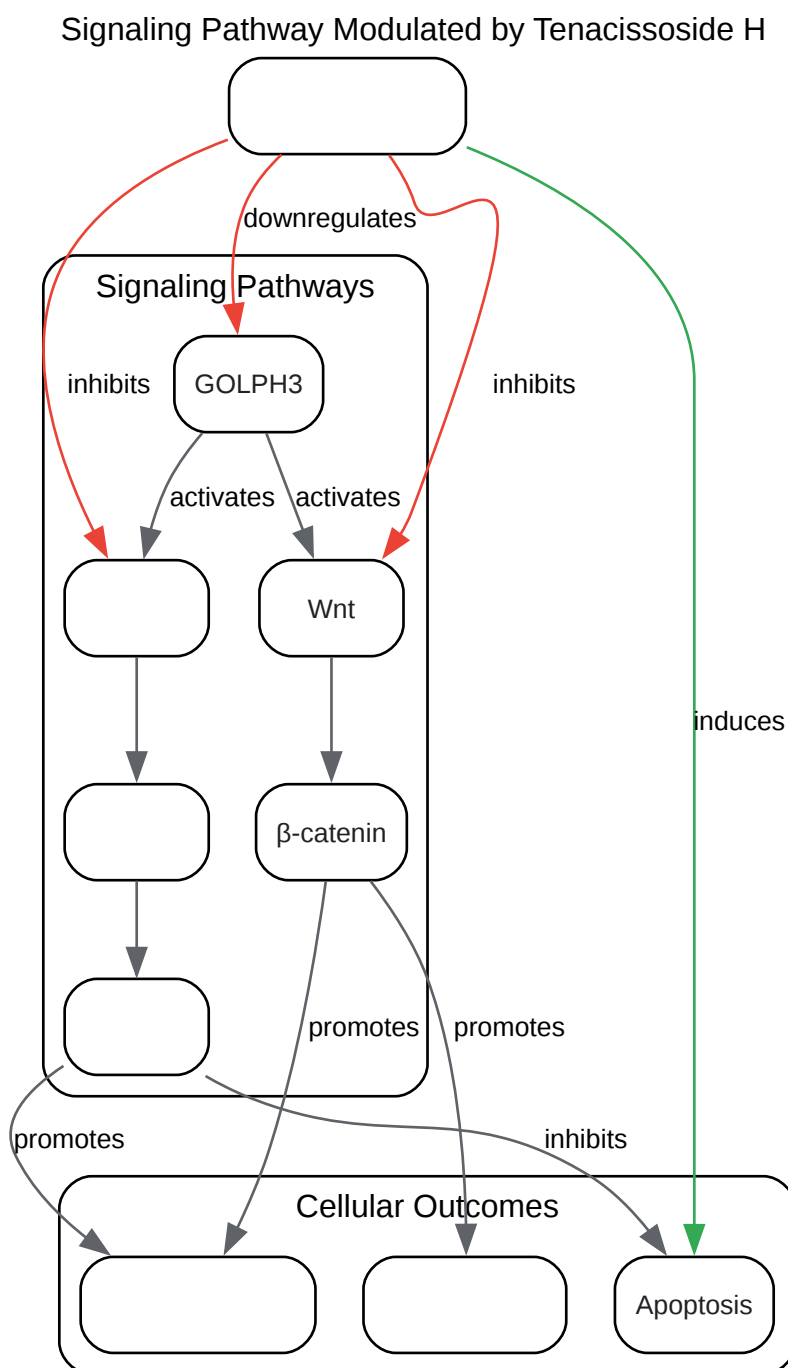 Signaling Pathway Modulated by Tenacissoside H
downregulates
Signaling Pathways
inhibits
GOLPH3
inhibits
activates
activates
Wnt
induces
β-catenin
promotes
promotes
promotes
inhibits
Cellular Outcomes
Apoptosis